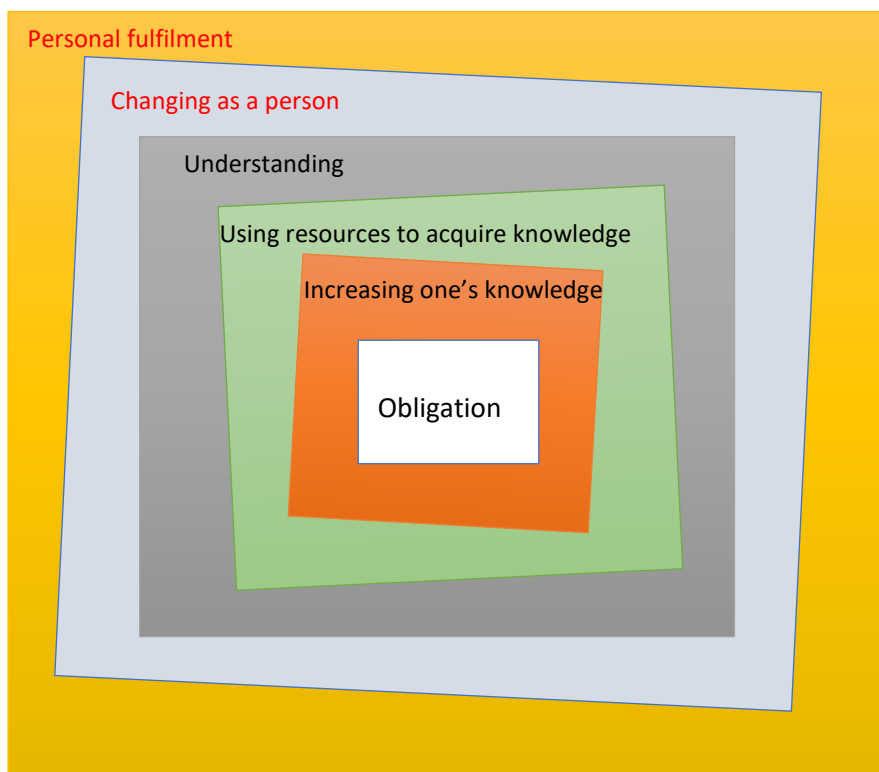 Personal fulfilment
Changing as a person
Understanding
Using resources to acquire knowledge
Increasing one’s knowledge
Obligation